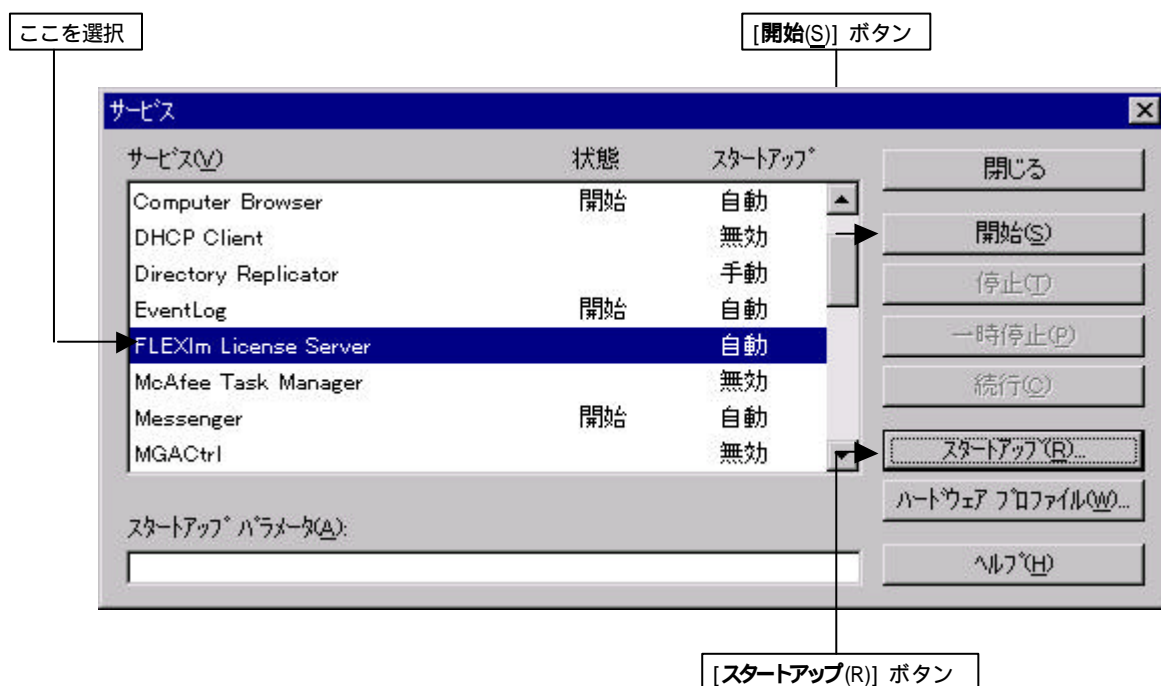 ここを選択
[開始(S)] ボタン
サービス
サービス(V) 状態 スタートアップ
Computer Browser 開始 自動
DHCP Client 無効
Directory Replicator 手動
EventLog 開始 自動
FLEXlm License Server 自動
McAfee Task Manager 無効
Messenger 開始 自動
MGACtrl 無効
スタートアップ パラメータ(A):
閉じる
開始(S)
停止(T)
一時停止(P)
続行(C)
スタートアップ(R)...
ハードウェア プロファイル(W)...
ヘルプ(H)
[スタートアップ(R)] ボタン